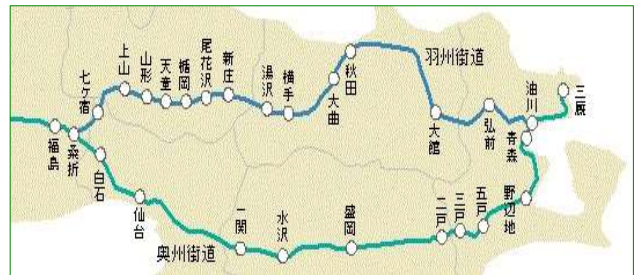 羽州街道
七ケ宿
上山
山形
天童
楯岡
尾花沢
新庄
湯沢
横手
大曲
秋田
大館
弘前
油川
青森
三厩
福島
桑折
白石
仙台
一関
水沢
盛岡
二戸
三戸
五戸
野辺地
奥州街道